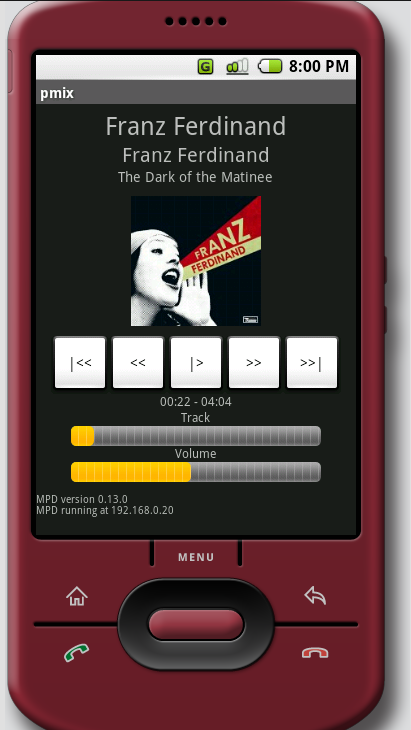 G
8:00 PM
pmix
Franz Ferdinand
Franz Ferdinand
The Dark of the Matinee
FRANZ
FERDINAND
|<< << |> >> >>|
00:22 - 04:04
Track
Volume
MPD version 0.13.0
MPD running at 192.168.0.20
MENU